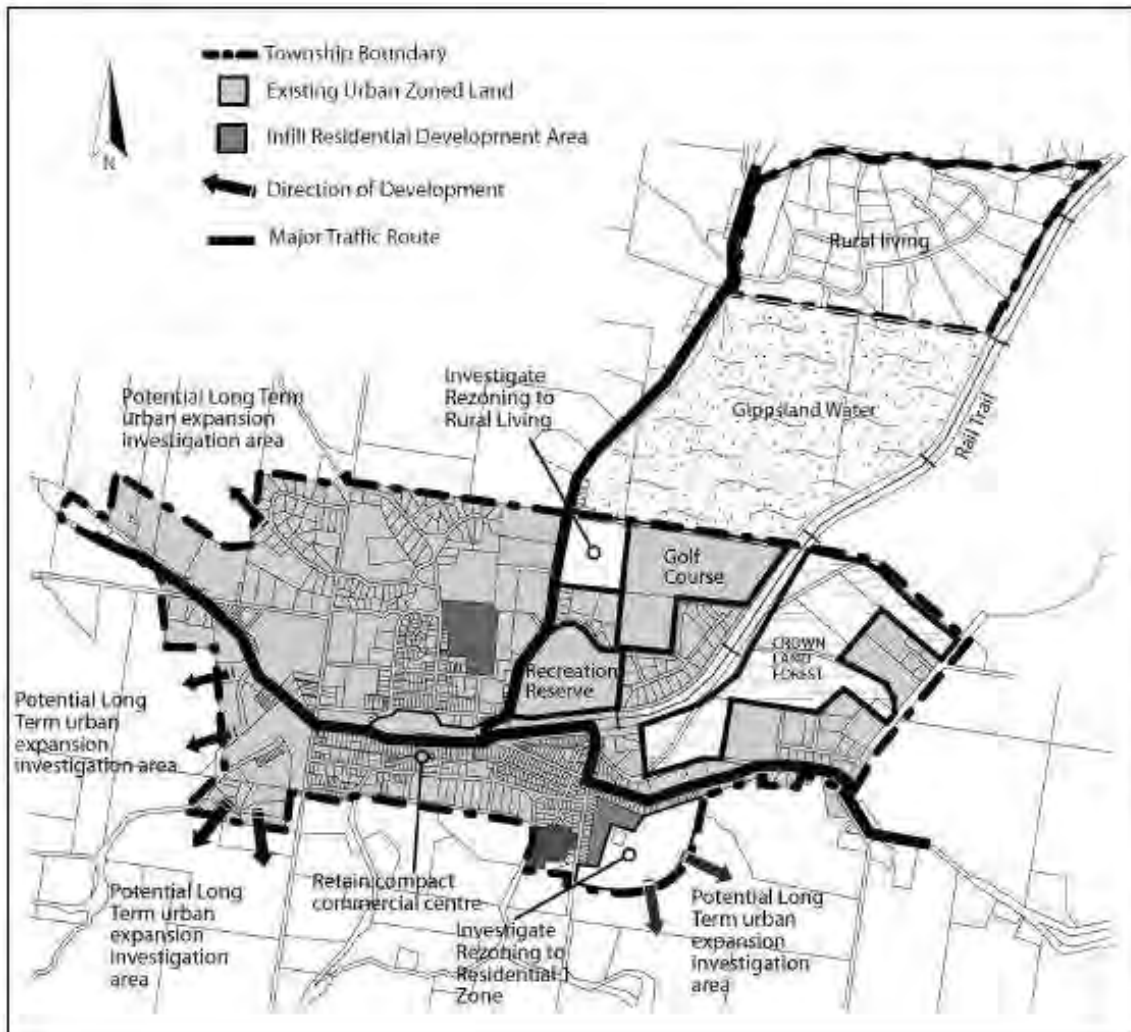 Township Boundary
Existing Urban Zoned Land
Infill Residential Development Area
Direction of Development
Major Traffic Route
N
Rural living
Gippsland Water
Rail Trail
Investigate
Rezoning to
Rural Living
Potential Long Term
urban expansion
investigation area
Golf
Course
CROWN
LAND
FOREST
Recreation
Reserve
Potential Long
Term urban
expansion
investigation area
Potential Long
Term urban
expansion
investigation
area
Retain compact
commercial centre
Investigate
Rezoning to
Residential 1
Zone
Potential Long
Term urban
expansion
investigation
area